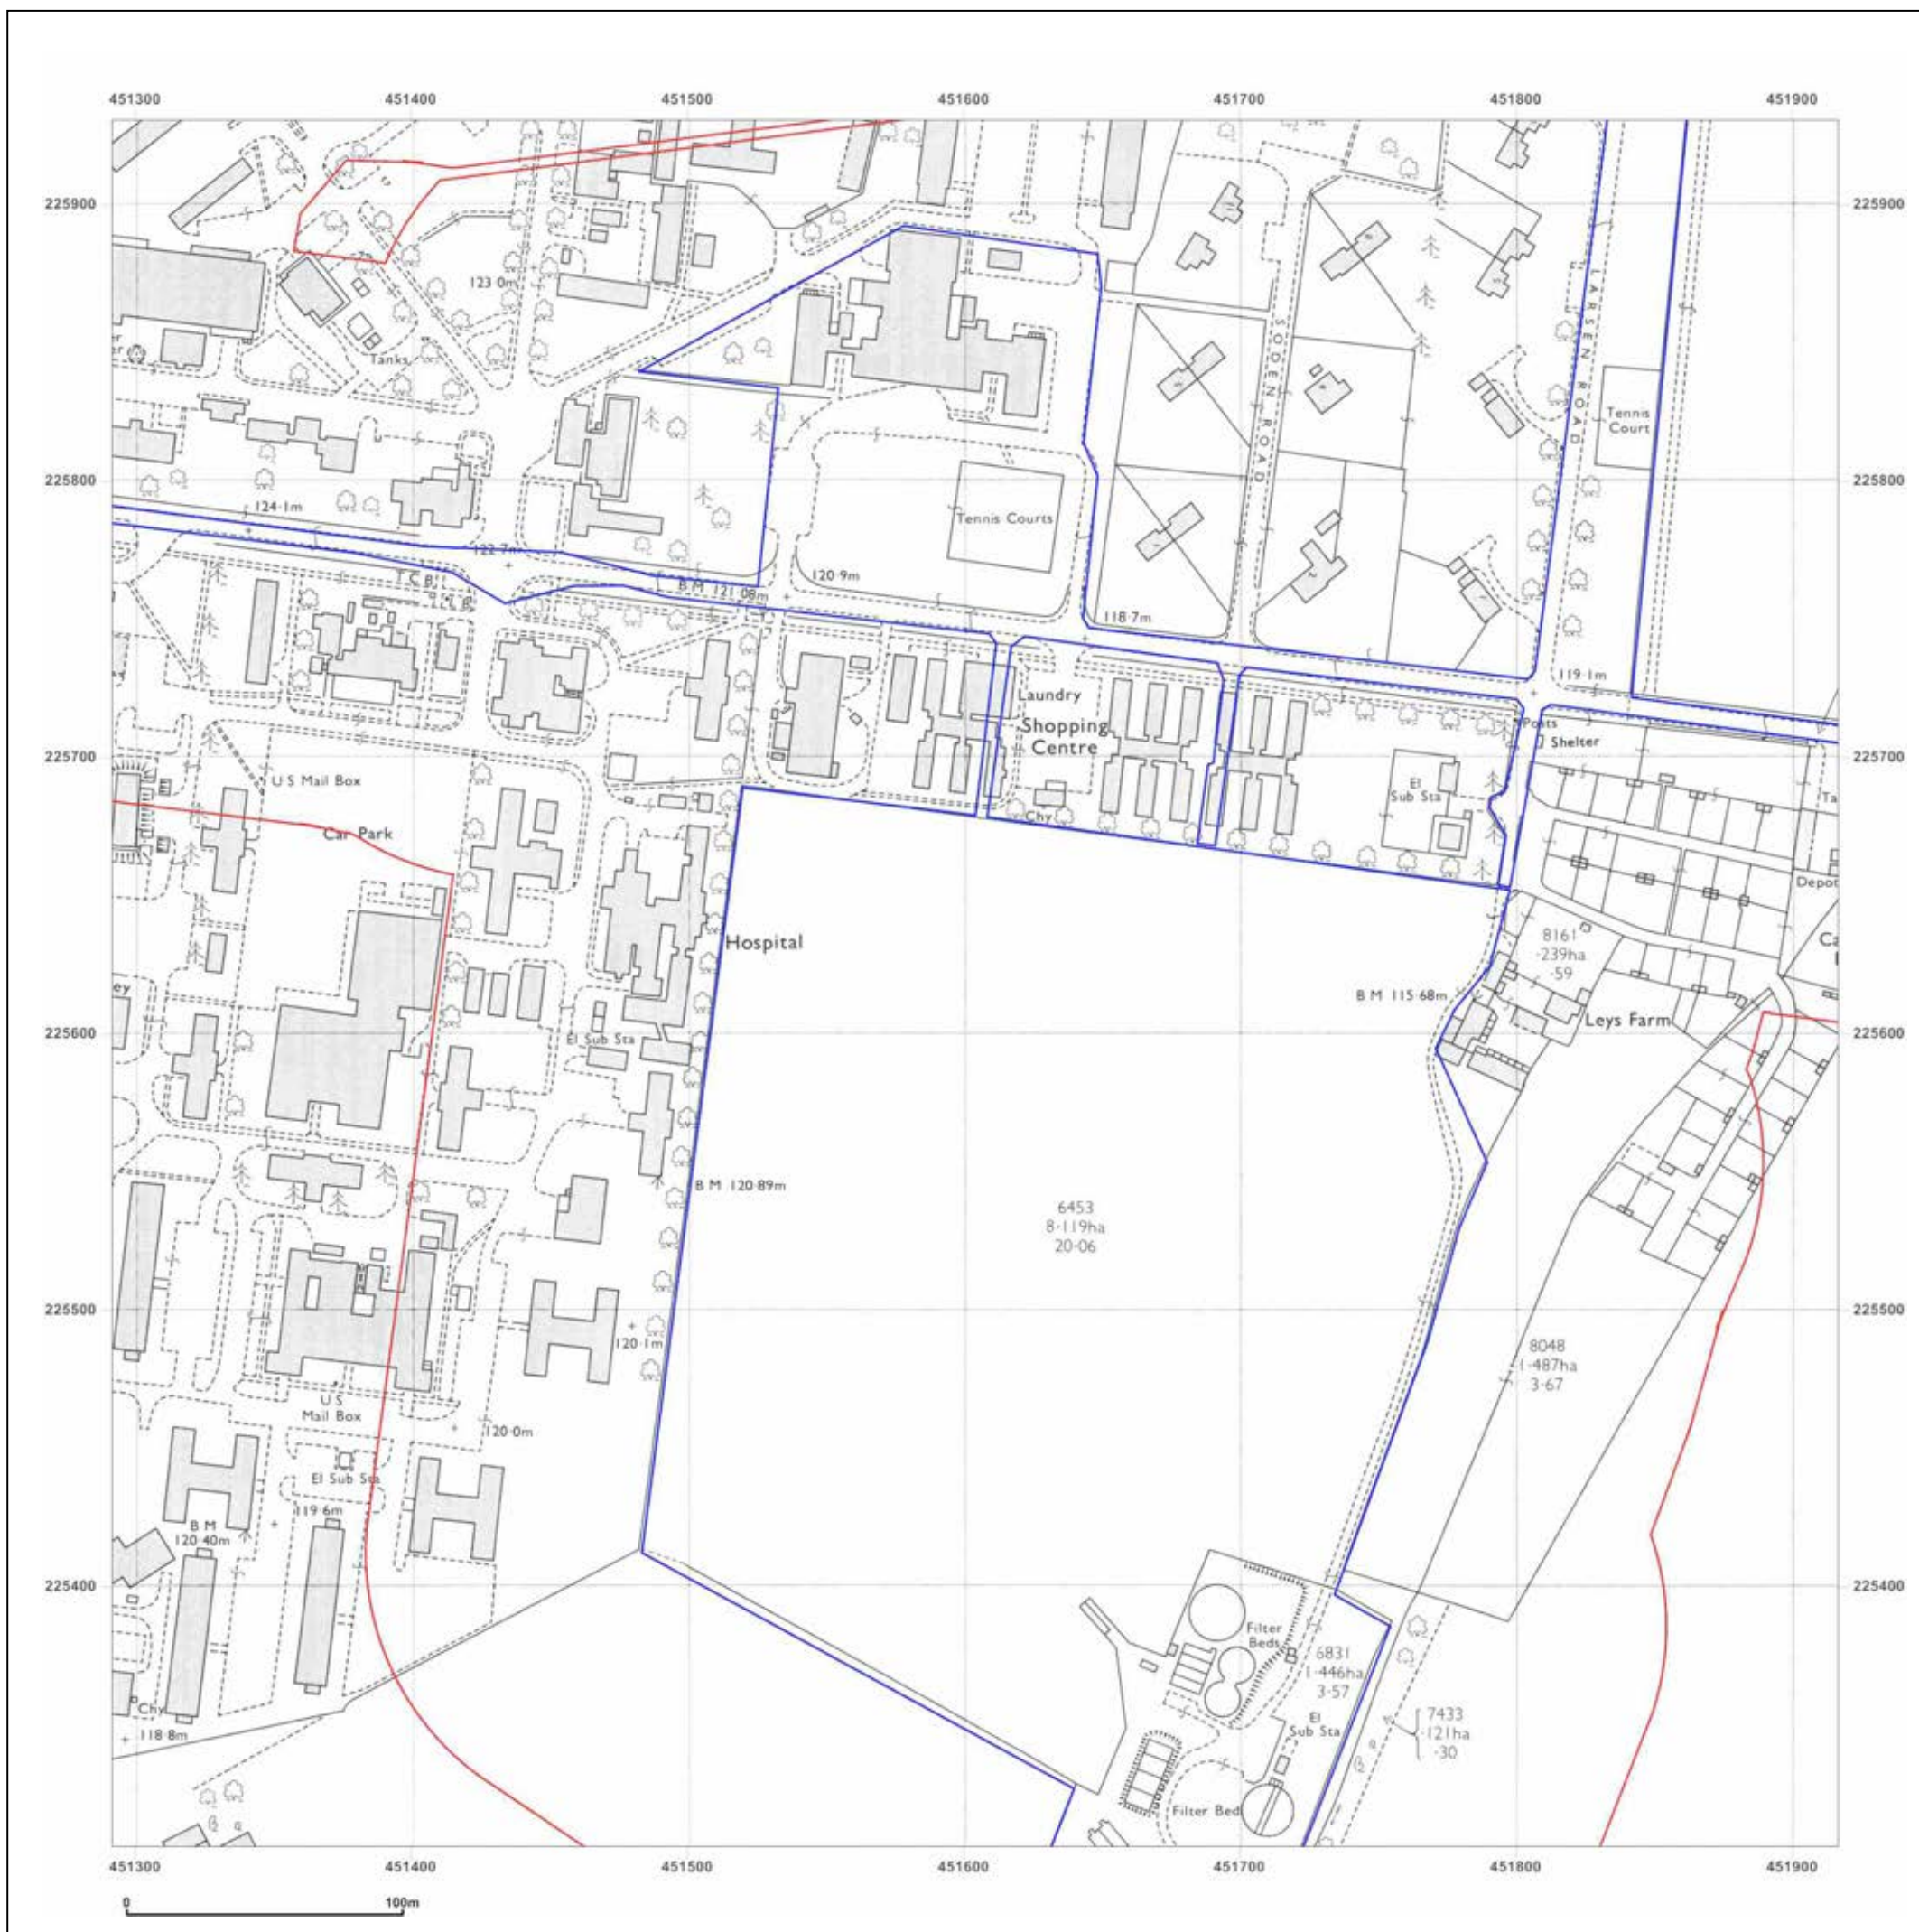 451300 451400 451500 451600 451700 451800 451900
225900 225900
123·0m
Tanks
SODEN ROAD
LARSEN ROAD
Tennis
Court
225800 225800
124·1m
Tennis Courts
122·7m
T C B
B M 121·08m
120·9m
118·7m
119·1m
Laundry
Shopping
Centre
Posts
Shelter
225700 225700
U S Mail Box
El
Sub Sta
Ta
Car Park
Chy
Depot
Hospital
8161
·239ha
·59
Ca
ey
B M 115·68m
Leys Farm
225600 225600
El Sub Sta
B M 120·89m
6453
8·119ha
20·06
225500 225500
120·1m
8048
1·487ha
3·67
U S
Mail Box
120·0m
El Sub Sta
119·6m
B M
120·40m
225400 225400
Filter
Beds
6831
1·446ha
3·57
El
Sub Sta
7433
·121ha
·30
Chy
118·8m
Filter Bed
451300 451400 451500 451600 451700 451800 451900
0 100m